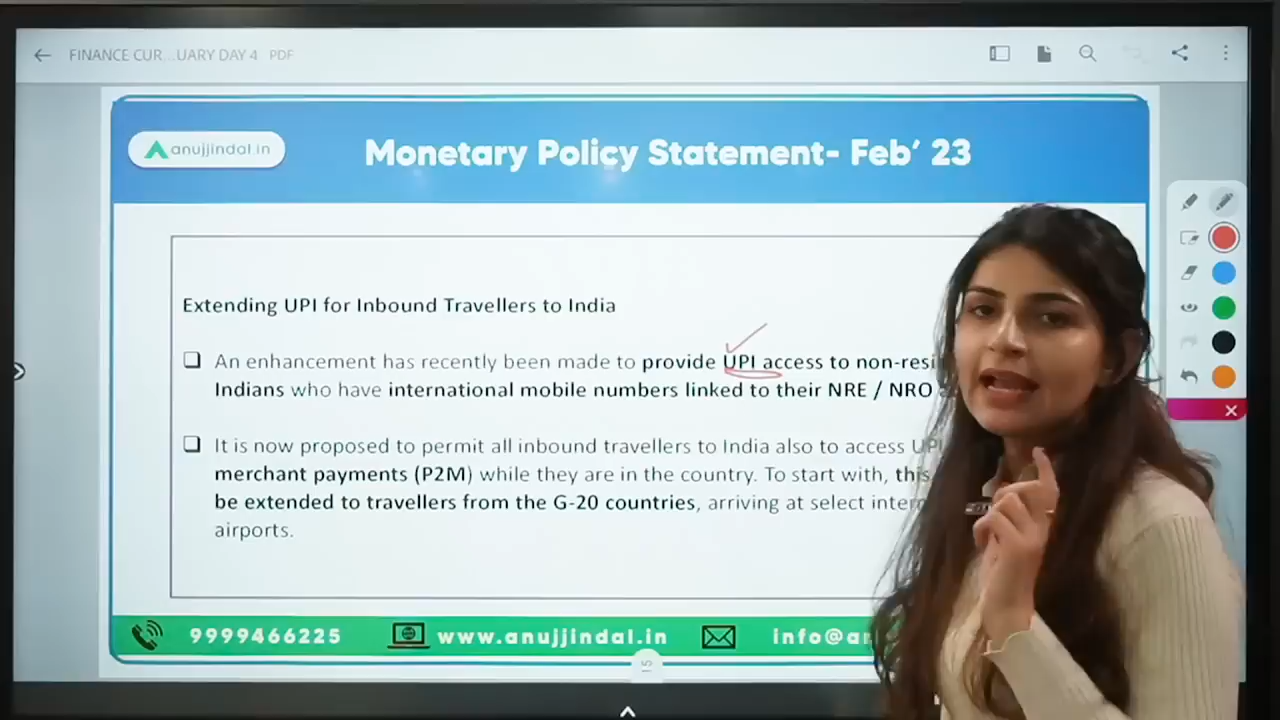 FINANCE CUR...UARY DAY 4 PDF
anujjindal.in
Monetary Policy Statement- Feb' 23
Extending UPI for Inbound Travellers to India
An enhancement has recently been made to provide UPI access to non-resi
Indians who have international mobile numbers linked to their NRE / NRO
It is now proposed to permit all inbound travellers to India also to access UPI
merchant payments (P2M) while they are in the country. To start with, this
be extended to travellers from the G-20 countries, arriving at select inter
airports.
9999466225 www.anujjindal.in info@an
15